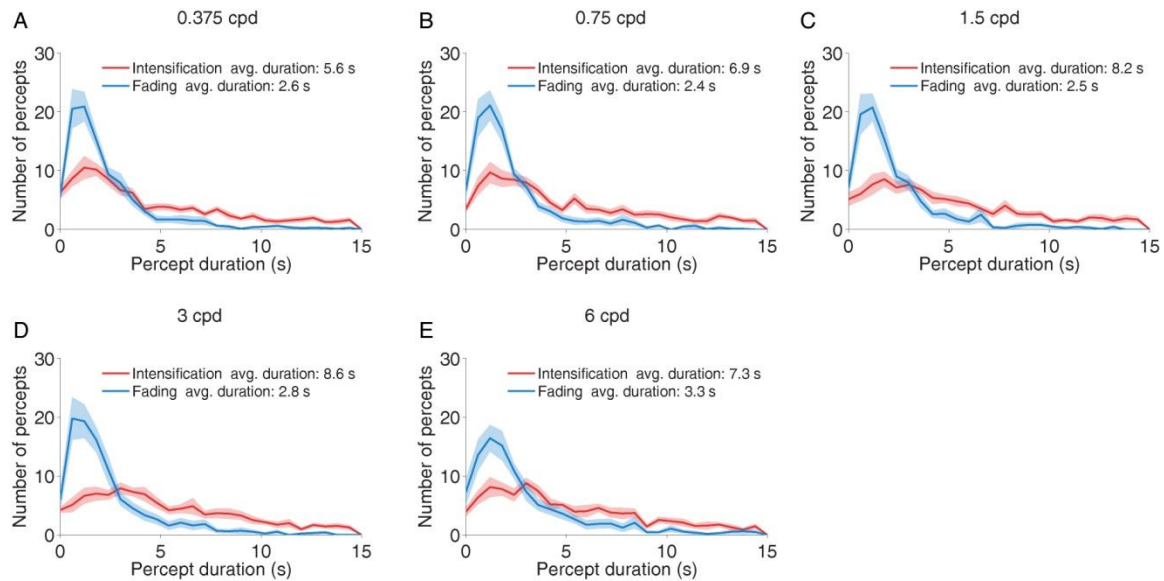 A
0.375 cpd
Number of percepts
30
20
10
0
Intensification avg. duration: 5.6 s
Fading avg. duration: 2.6 s
0 5 10 15
Percept duration (s)
B
0.75 cpd
Number of percepts
30
20
10
0
Intensification avg. duration: 6.9 s
Fading avg. duration: 2.4 s
0 5 10 15
Percept duration (s)
C
1.5 cpd
Number of percepts
30
20
10
0
Intensification avg. duration: 8.2 s
Fading avg. duration: 2.5 s
0 5 10 15
Percept duration (s)
D
3 cpd
Number of percepts
30
20
10
0
Intensification avg. duration: 8.6 s
Fading avg. duration: 2.8 s
0 5 10 15
Percept duration (s)
E
6 cpd
Number of percepts
30
20
10
0
Intensification avg. duration: 7.3 s
Fading avg. duration: 3.3 s
0 5 10 15
Percept duration (s)